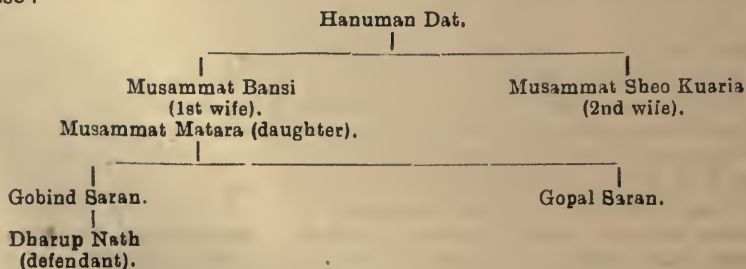 Hanuman Dat.
Musammat Bansi
(1st wife).
Musammat Matara (daughter).
Musammat Sheo Kuaria
(2nd wife).
Gobind Saran.
Gopal Saran.
Dharup Nath
(defendant).